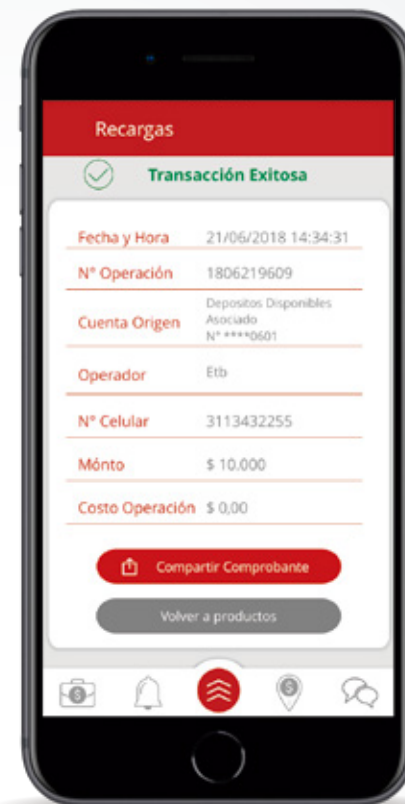 Recargas
Transacción Exitosa
Fecha y Hora 21/06/2018 14:34:31
N° Operación 1806219609
Cuenta Origen Depositos Disponibles
Asociado
N° ****0601
Operador Etb
N° Celular 3113432255
Mónto $ 10.000
Costo Operación $ 0,00
Compartir Comprobante
Volver a productos